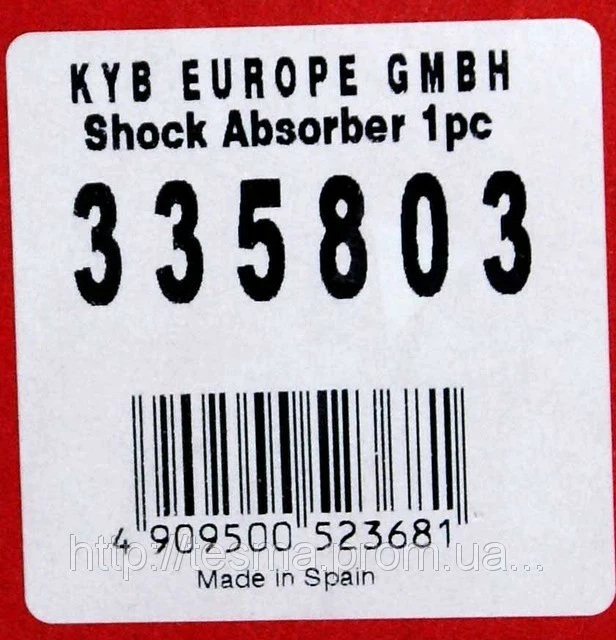 KYB EUROPE GMBH
Shock Absorber 1pc
335803
4 909500 523681
http://tesma.prom.ua...
Made in Spain